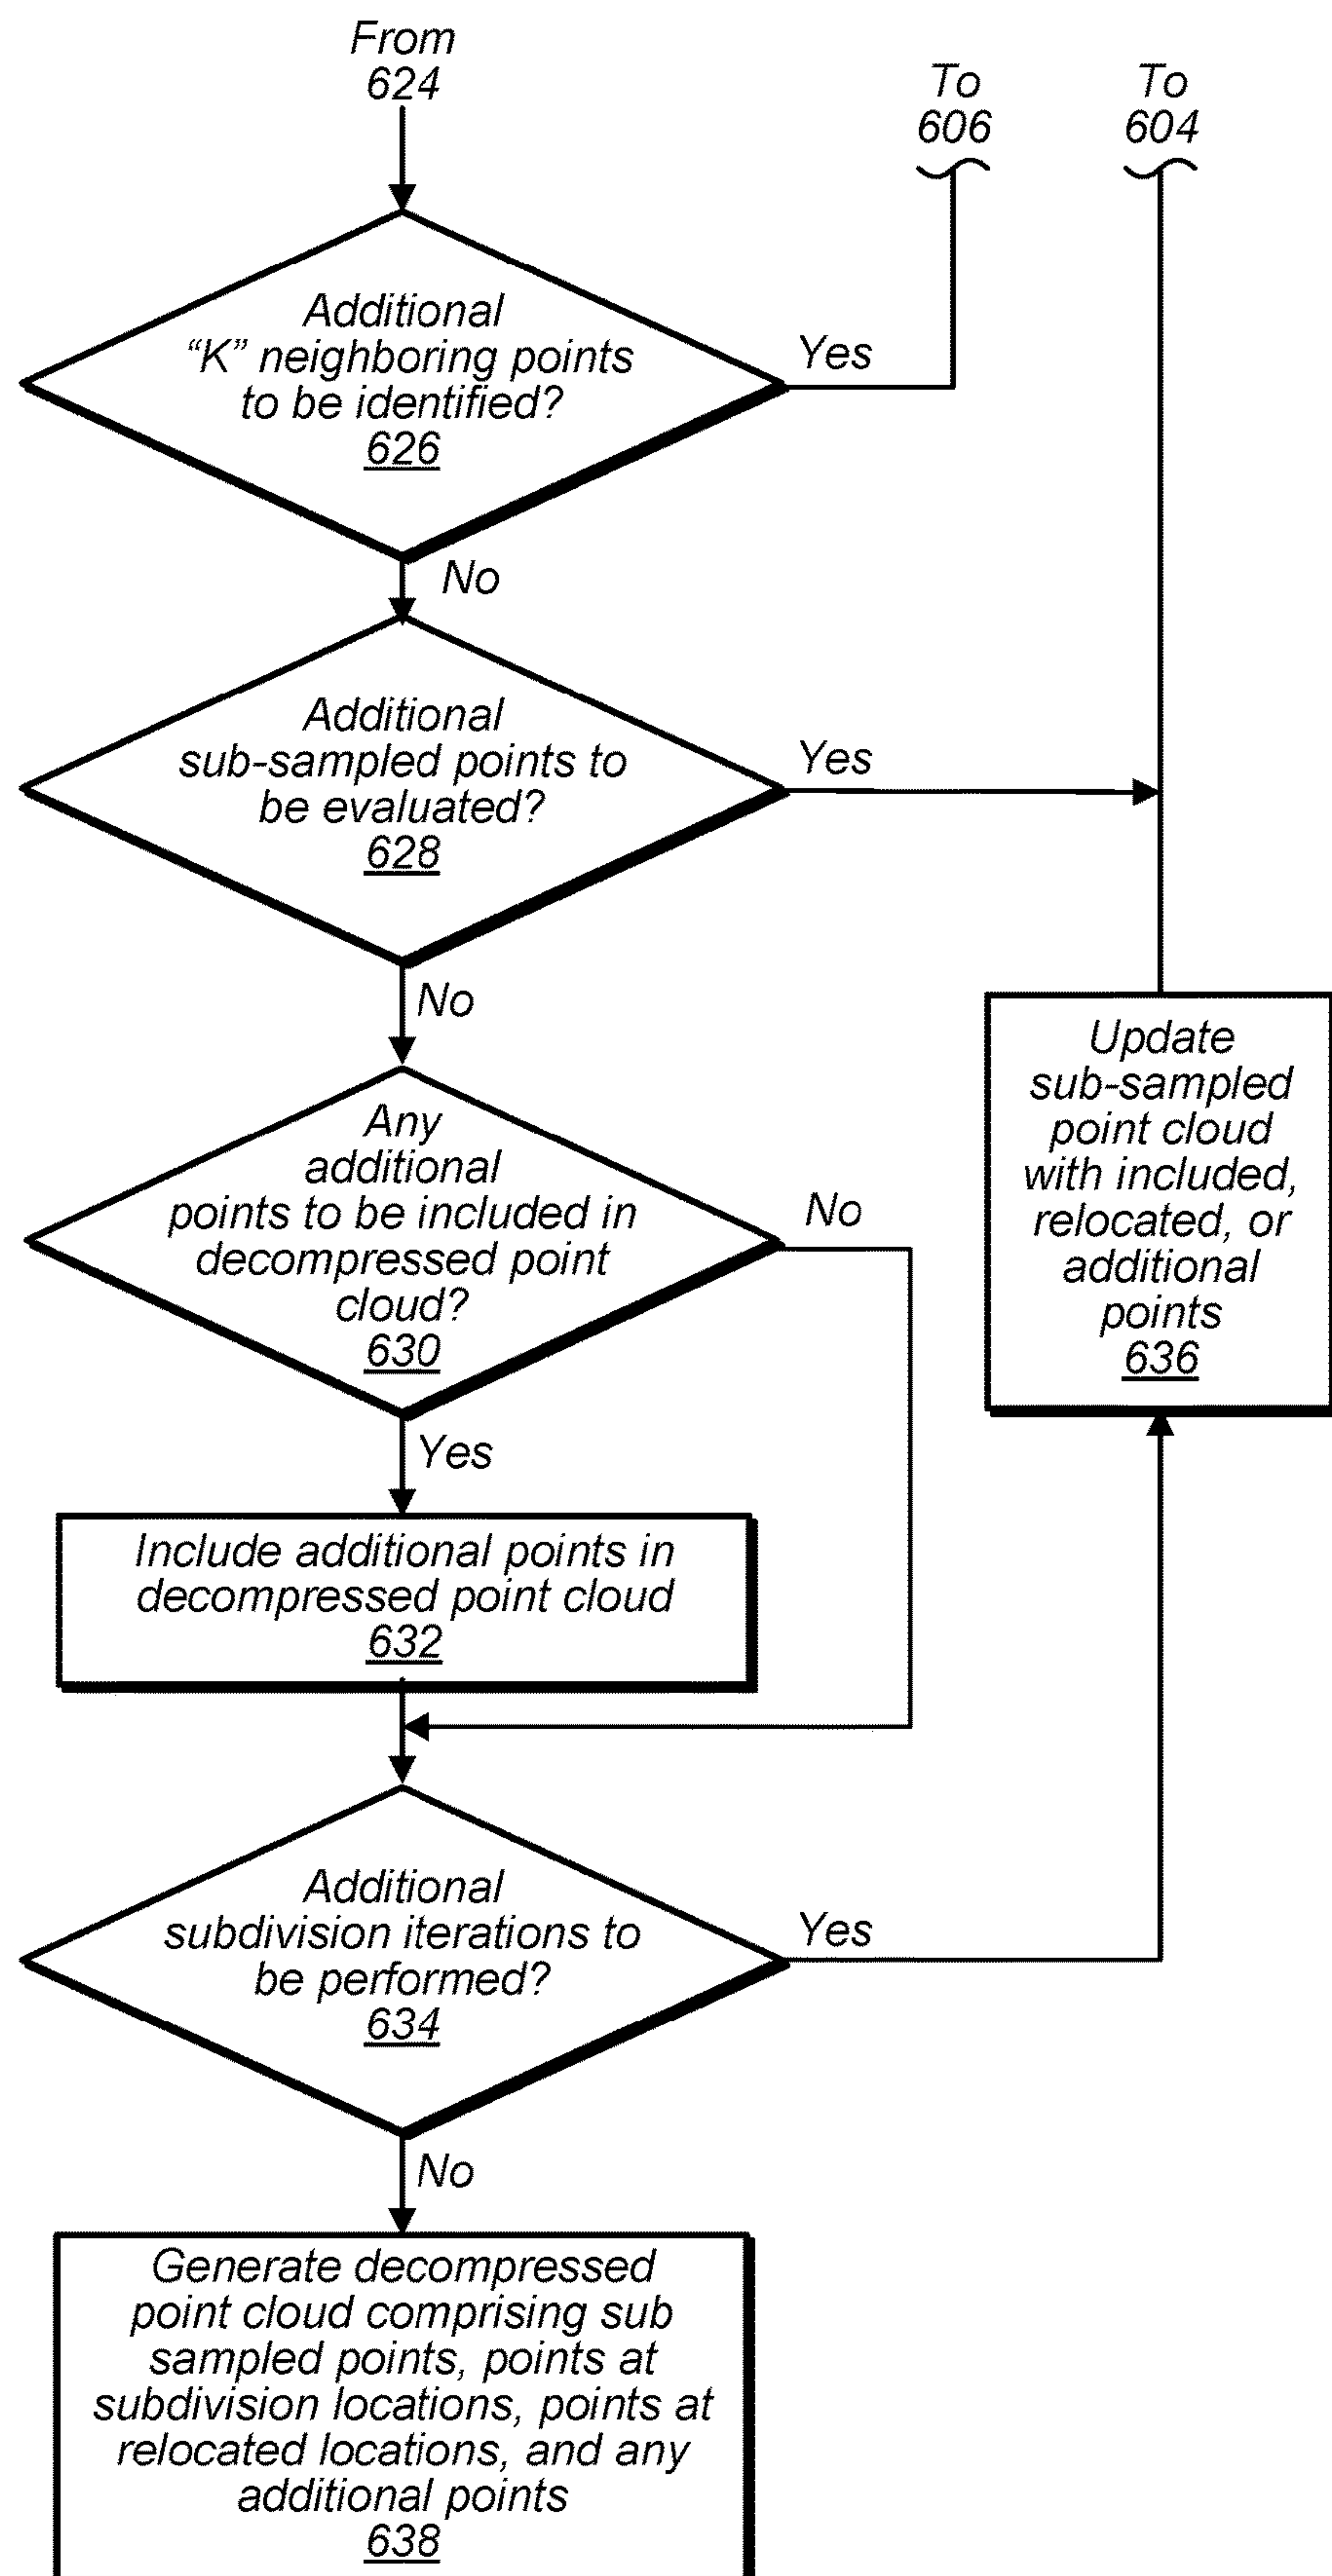 From
624
To
606
To
604
Additional
“K” neighboring points
to be identified?
626
Yes
No
Additional
sub-sampled points to
be evaluated?
628
Yes
No
Any
additional
points to be included in
decompressed point
cloud?
630
No
Yes
Update
sub-sampled
point cloud
with included,
relocated, or
additional
points
636
Include additional points in
decompressed point cloud
632
Additional
subdivision iterations to
be performed?
634
Yes
No
Generate decompressed
point cloud comprising sub
sampled points, points at
subdivision locations, points at
relocated locations, and any
additional points
638